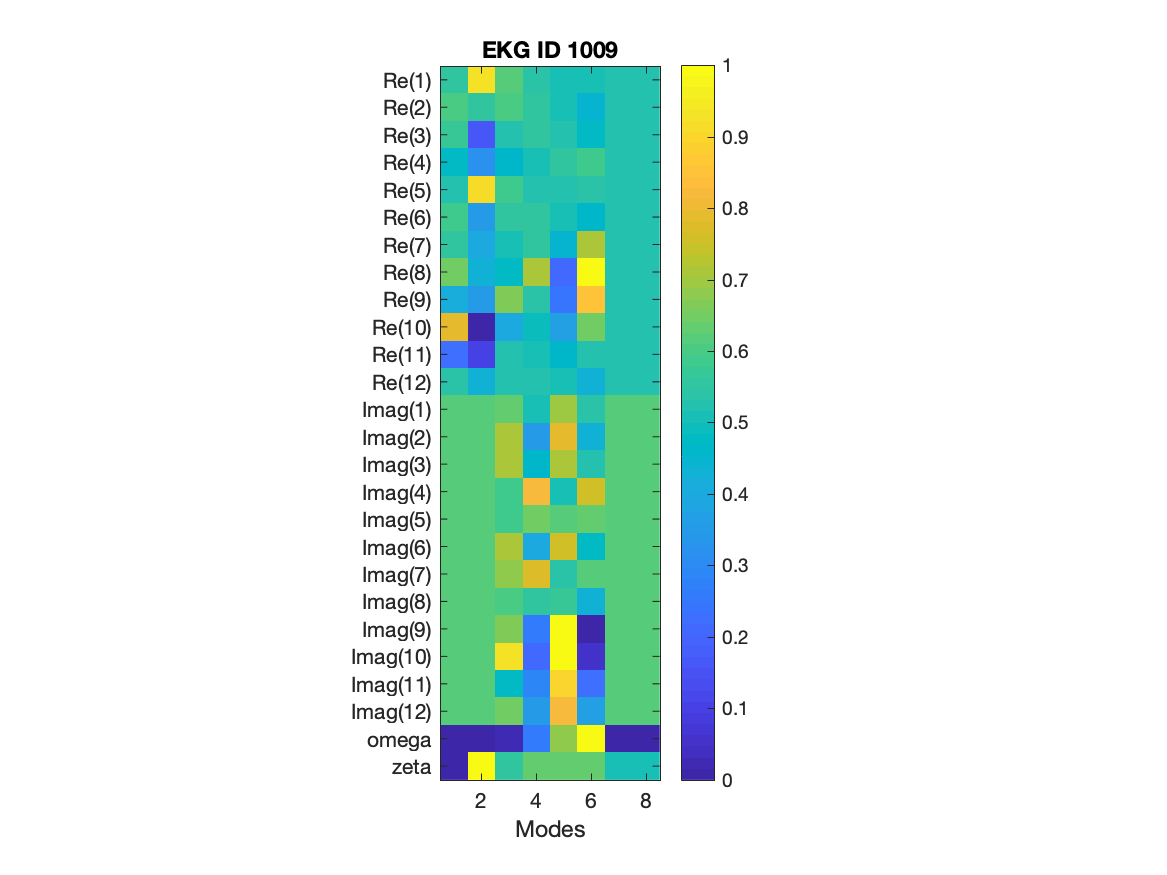 EKG ID 1009
Re(1)
Re(2)
Re(3)
Re(4)
Re(5)
Re(6)
Re(7)
Re(8)
Re(9)
Re(10)
Re(11)
Re(12)
Imag(1)
Imag(2)
Imag(3)
Imag(4)
Imag(5)
Imag(6)
Imag(7)
Imag(8)
Imag(9)
Imag(10)
Imag(11)
Imag(12)
omega
zeta
2 4 6 8
Modes
1
0.9
0.8
0.7
0.6
0.5
0.4
0.3
0.2
0.1
0